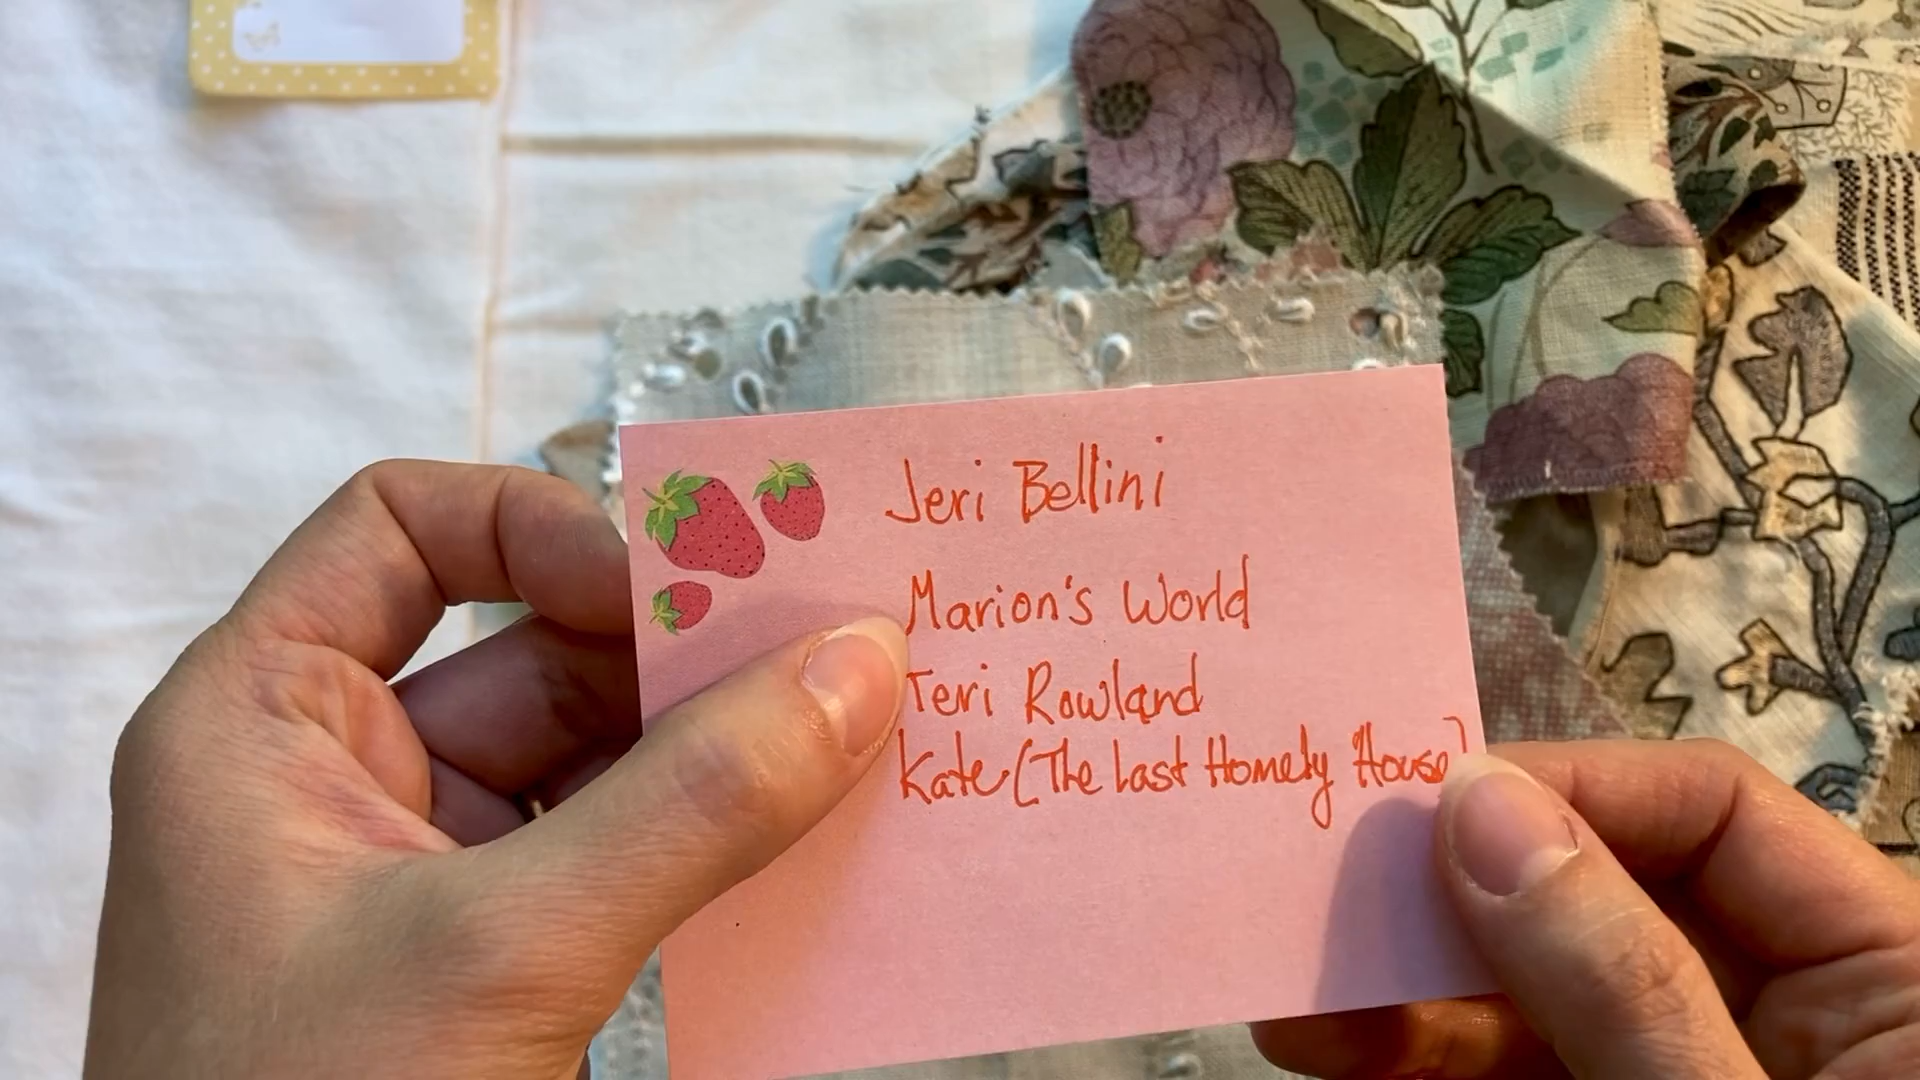 Jeri Bellini
Marion's World
Teri Rowland
Kate (The Last Homely House)